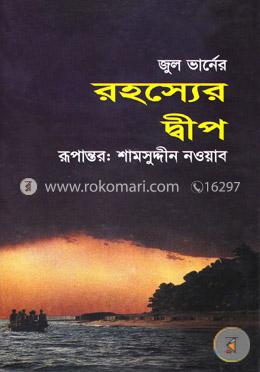 জুল ভার্নের
রহস্যের
দ্বীপ
রূপান্তর: শামসুদ্দীন নওয়াব
www.rokomari.com 16297